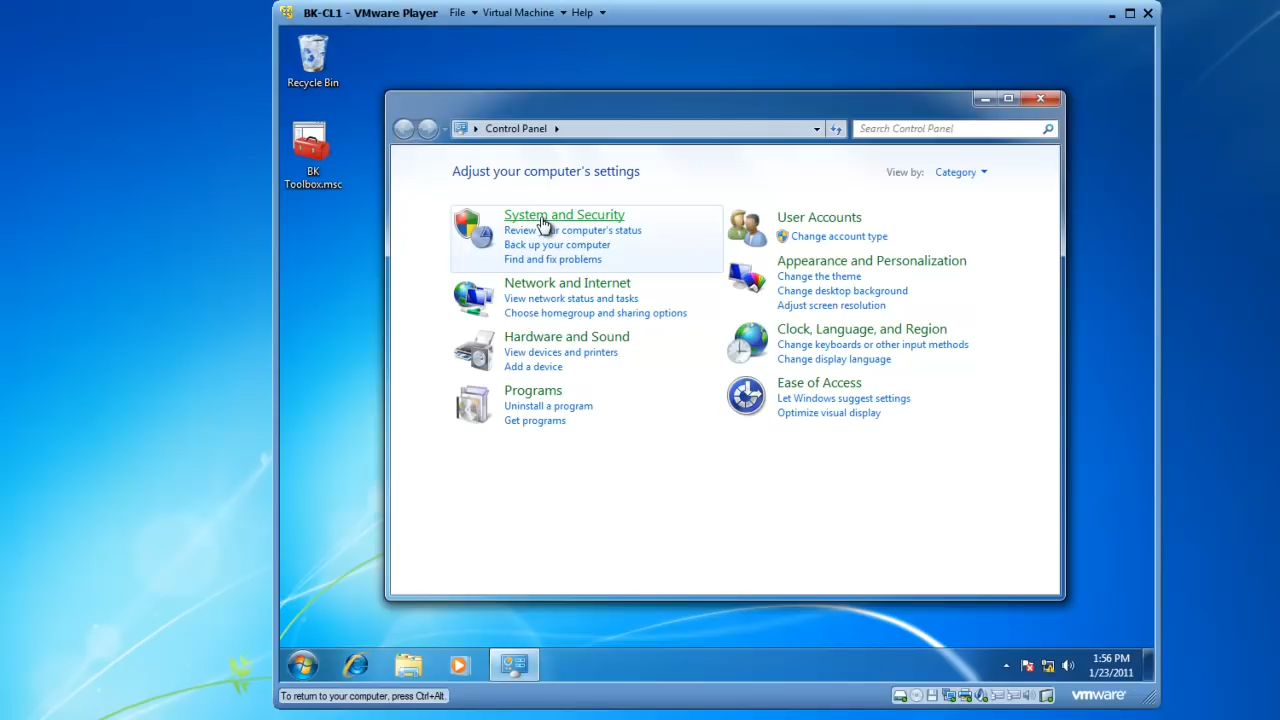 BK-CL1 - VMware Player File Virtual Machine Help
Recycle Bin
BK
Toolbox.msc
Control Panel
Search Control Panel
Adjust your computer's settings
View by: Category
System and Security
Review your computer's status
Back up your computer
Find and fix problems
Network and Internet
View network status and tasks
Choose homegroup and sharing options
Hardware and Sound
View devices and printers
Add a device
Programs
Uninstall a program
Get programs
User Accounts
Change account type
Appearance and Personalization
Change the theme
Change desktop background
Adjust screen resolution
Clock, Language, and Region
Change keyboards or other input methods
Change display language
Ease of Access
Let Windows suggest settings
Optimize visual display
1:56 PM
1/23/2011
To return to your computer, press Ctrl+Alt.
vmware